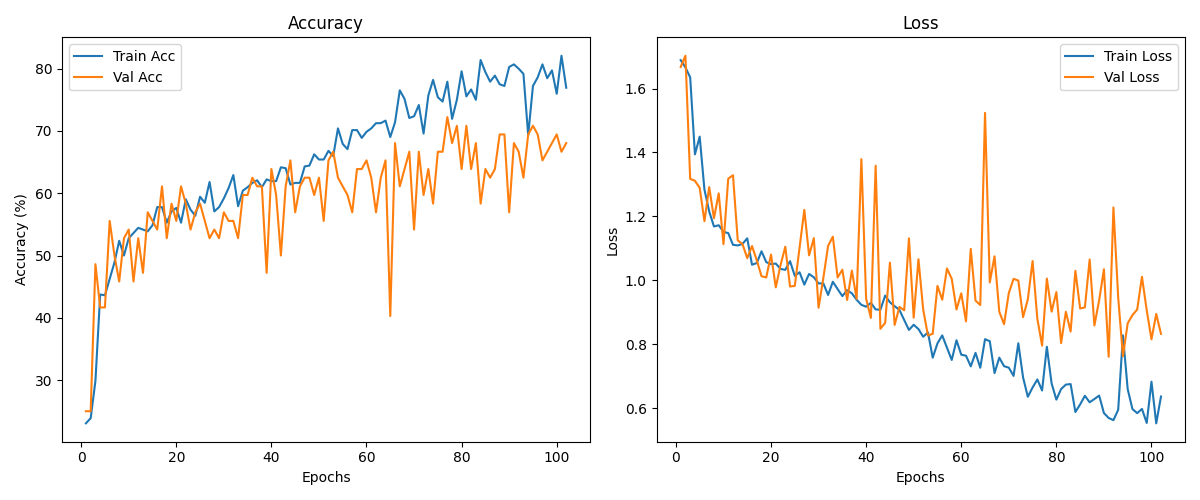 Accuracy
Train Acc
Val Acc
Accuracy (%)
80
70
60
50
40
30
0 20 40 60 80 100
Epochs
Loss
Train Loss
Val Loss
Loss
1.6
1.4
1.2
1.0
0.8
0.6
0 20 40 60 80 100
Epochs